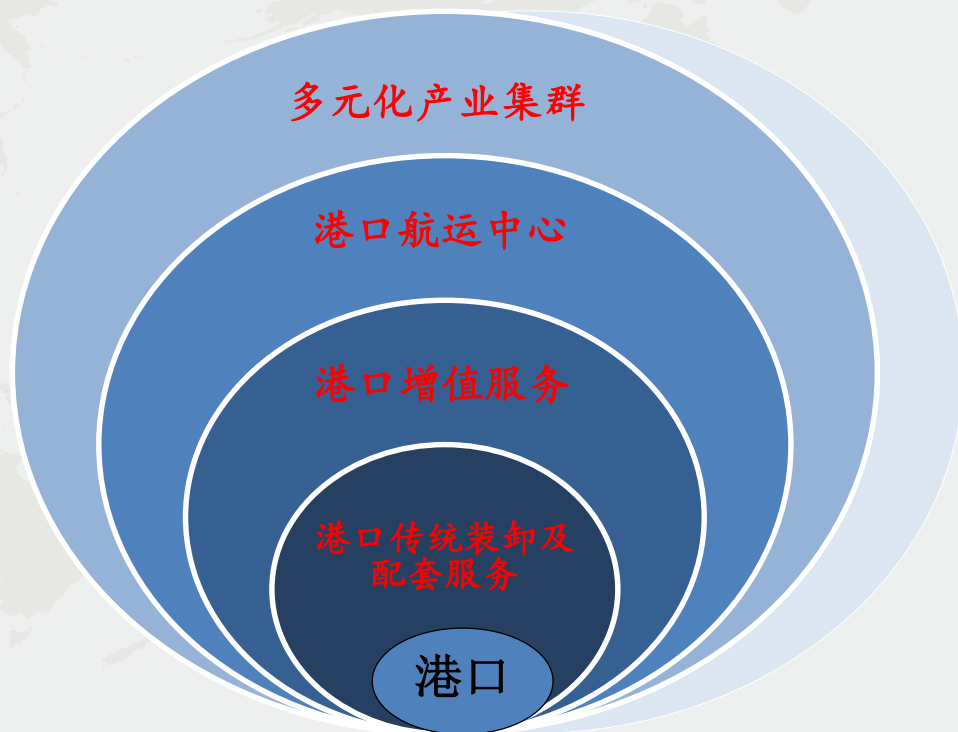 多元化产业集群
港口航运中心
港口增值服务
港口传统装卸及
配套服务
港口